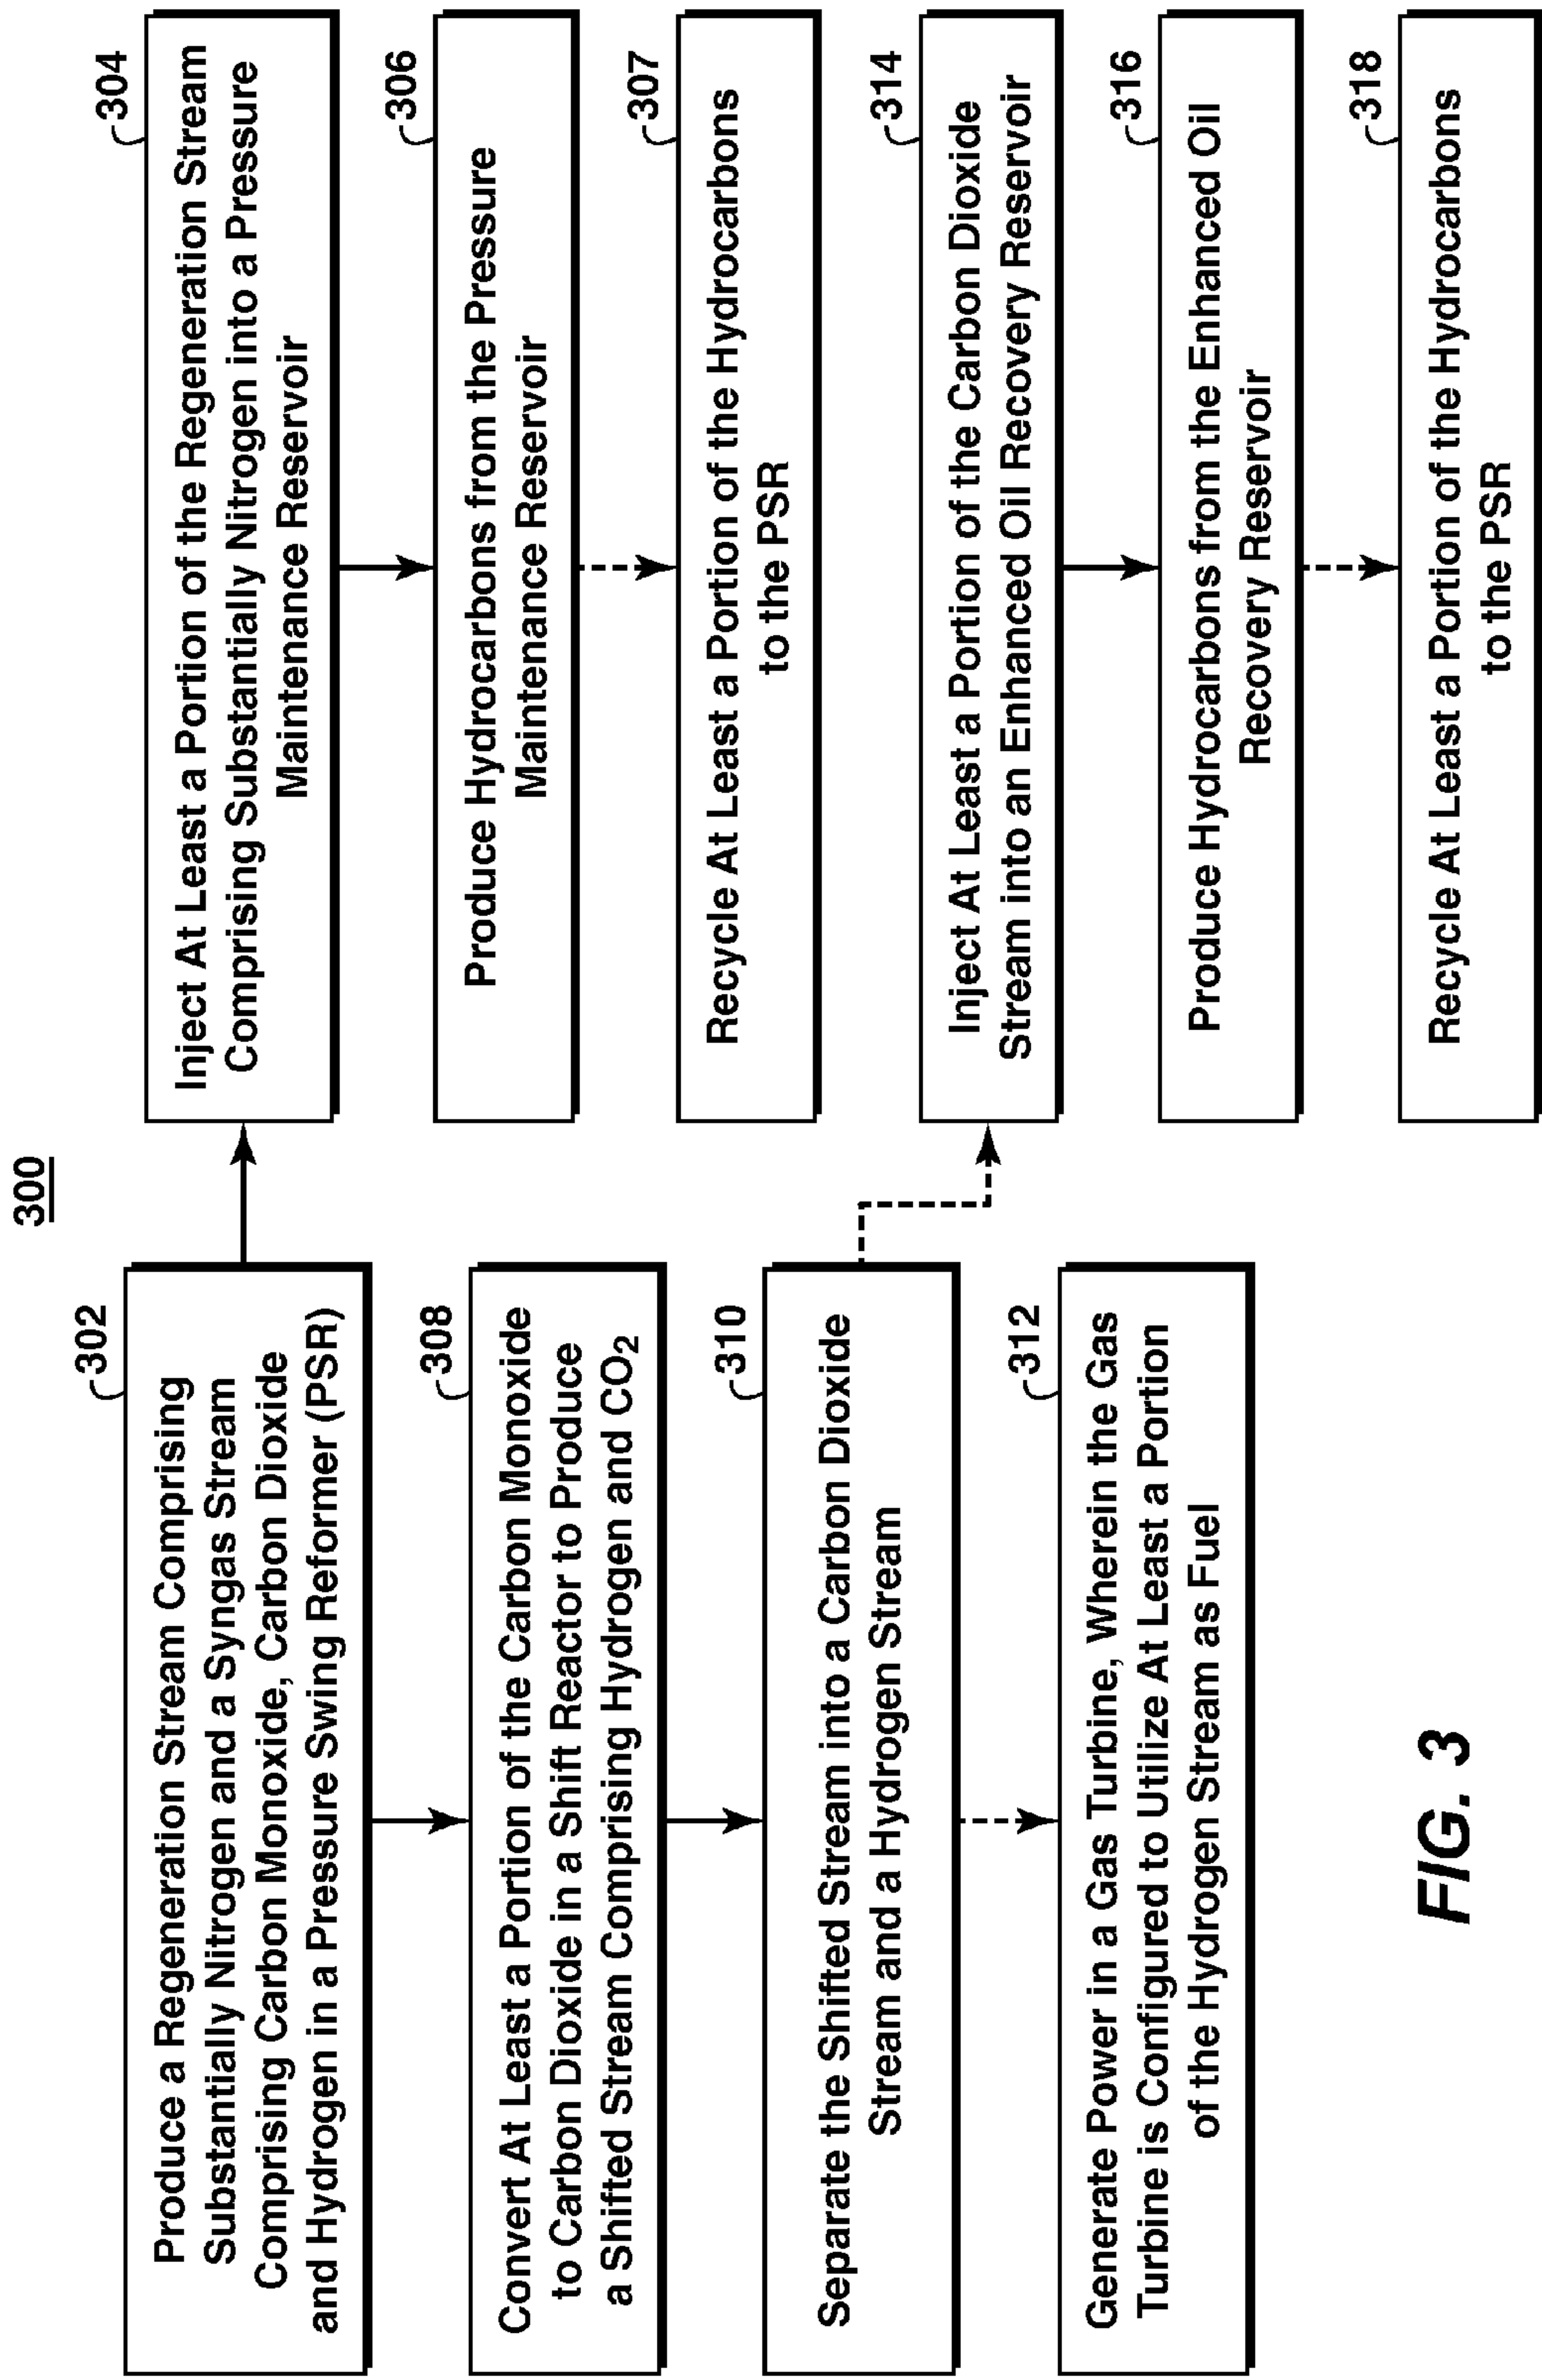 300
302
Produce a Regeneration Stream Comprising
Substantially Nitrogen and a Syngas Stream
Comprising Carbon Monoxide, Carbon Dioxide
and Hydrogen in a Pressure Swing Reformer (PSR)
308
Convert At Least a Portion of the Carbon Monoxide
to Carbon Dioxide in a Shift Reactor to Produce
a Shifted Stream Comprising Hydrogen and CO₂
310
Separate the Shifted Stream into a Carbon Dioxide
Stream and a Hydrogen Stream
312
Generate Power in a Gas Turbine, Wherein the Gas
Turbine is Configured to Utilize At Least a Portion
of the Hydrogen Stream as Fuel
304
Inject At Least a Portion of the Regeneration Stream
Comprising Substantially Nitrogen into a Pressure
Maintenance Reservoir
306
Produce Hydrocarbons from the Pressure
Maintenance Reservoir
307
Recycle At Least a Portion of the Hydrocarbons
to the PSR
314
Inject At Least a Portion of the Carbon Dioxide
Stream into an Enhanced Oil Recovery Reservoir
316
Produce Hydrocarbons from the Enhanced Oil
Recovery Reservoir
318
Recycle At Least a Portion of the Hydrocarbons
to the PSR
FIG. 3